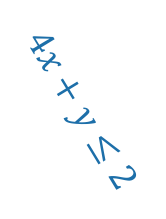 4x + y ≤ 2